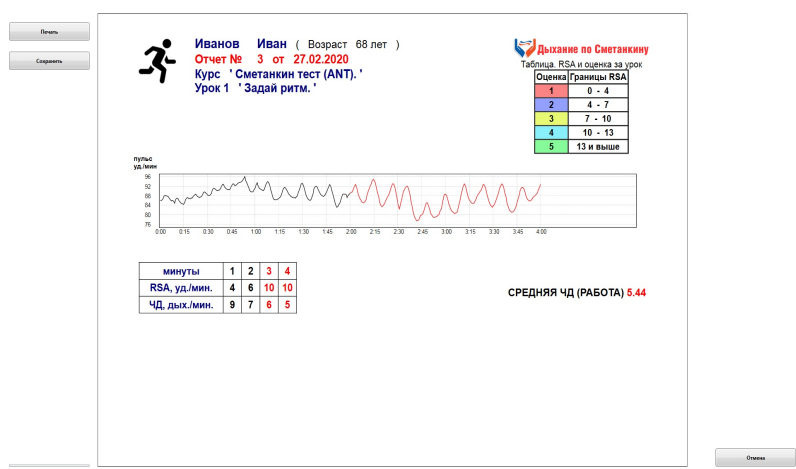 Печать
Сохранить
Иванов Иван ( Возраст 68 лет )
Отчет № 3 от 27.02.2020
Курс ' Сметанкин тест (ANT). '
Урок 1 ' Задай ритм. '
Дыхание по Сметанкину
Таблица. RSA и оценка за урок
Оценка Границы RSA
1 0 - 4
2 4 - 7
3 7 - 10
4 10 - 13
5 13 и выше
пульс
уд./мин
96
92
88
84
80
76
0:00 0:15 0:30 0:45 1:00 1:15 1:30 1:45 2:00 2:15 2:30 2:45 3:00 3:15 3:30 3:45 4:00
минуты 1 2 3 4
RSA, уд./мин. 4 6 10 10
ЧД, дых./мин. 9 7 6 5
СРЕДНЯЯ ЧД (РАБОТА) 5.44
Отмена